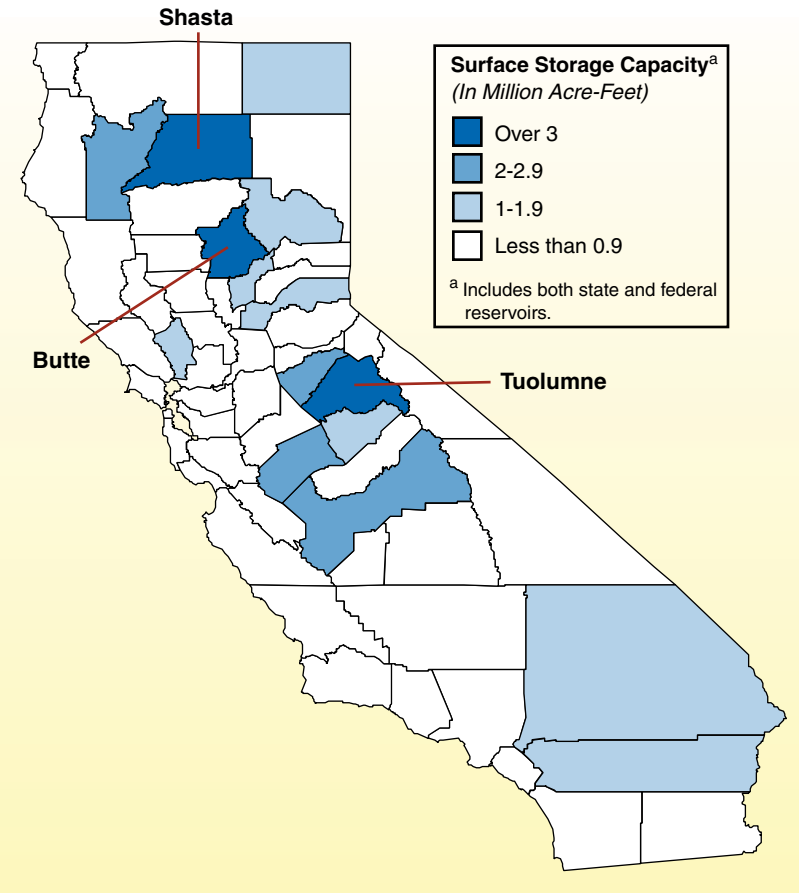 Shasta
Surface Storage Capacityª
(In Million Acre-Feet)
Over 3
2-2.9
1-1.9
Less than 0.9
ª Includes both state and federal
reservoirs.
Butte
Tuolumne